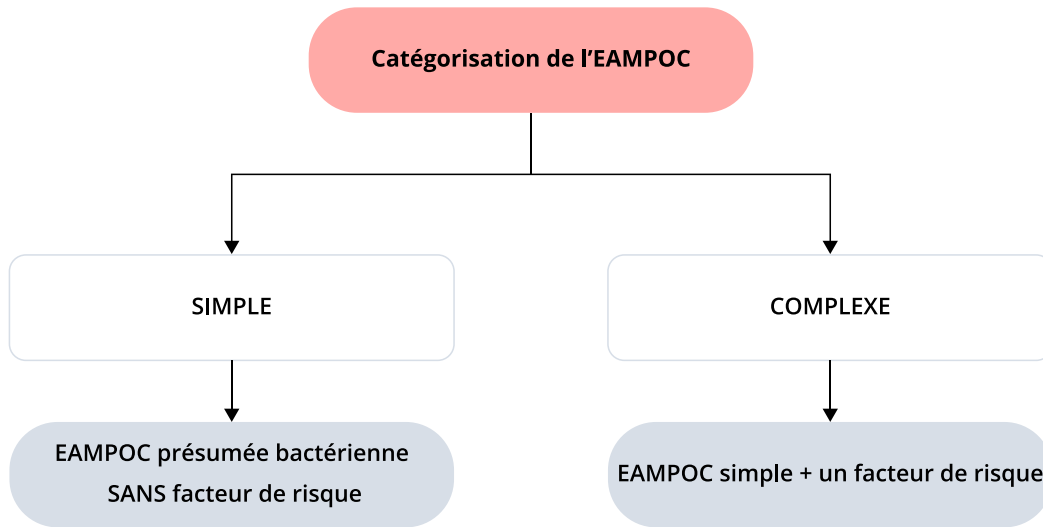 Catégorisation de l’EAMPOC
SIMPLE
COMPLEXE
EAMPOC présumée bactérienne
SANS facteur de risque
EAMPOC simple + un facteur de risque